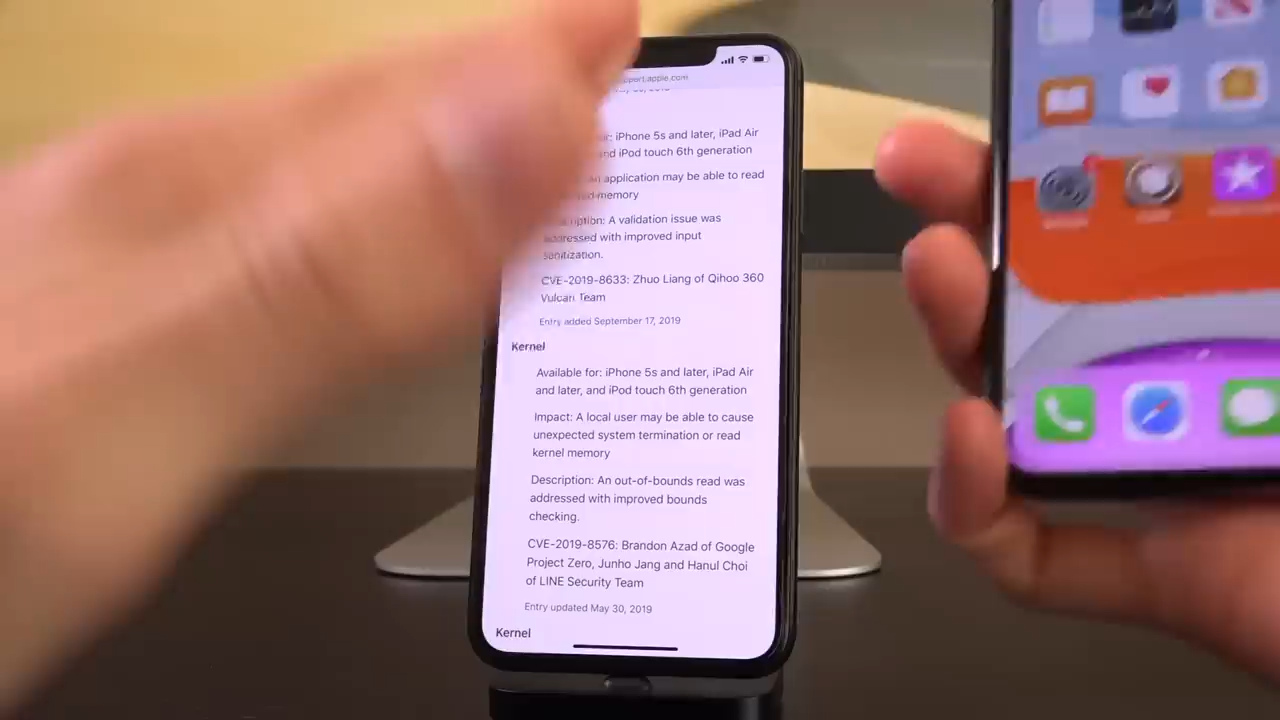 pport.apple.com
iPhone 5s and later, iPad Air
and iPod touch 6th generation
an application may be able to read
memory
A validation issue was
addressed with improved input
sanitization.
CVE-2019-8633: Zhuo Liang of Qihoo 360
Vulcan Team
Entry added September 17, 2019
Kernel
Available for: iPhone 5s and later, iPad Air
and later, and iPod touch 6th generation
Impact: A local user may be able to cause
unexpected system termination or read
kernel memory
Description: An out-of-bounds read was
addressed with improved bounds
checking.
CVE-2019-8576: Brandon Azad of Google
Project Zero, Junho Jang and Hanul Choi
of LINE Security Team
Entry updated May 30, 2019
Kernel